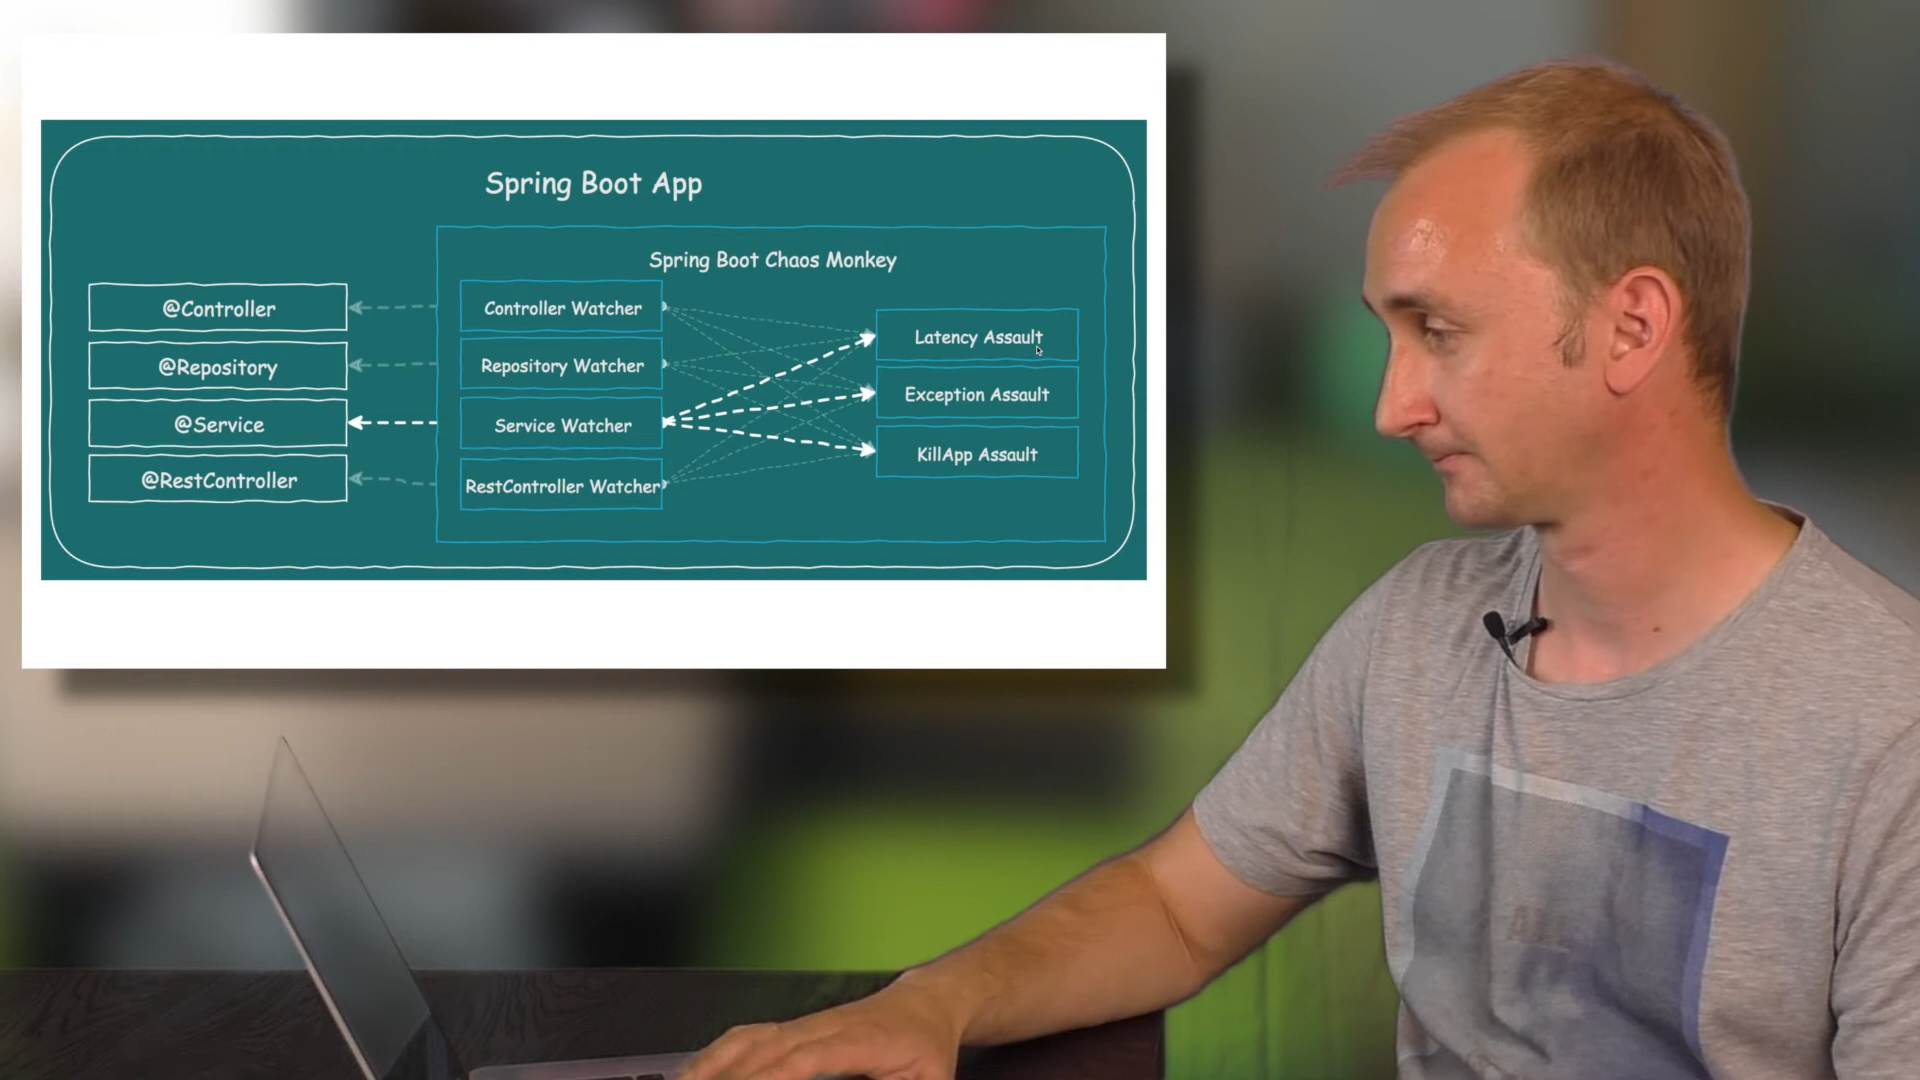 Spring Boot App
Spring Boot Chaos Monkey
@Controller
@Repository
@Service
@RestController
Controller Watcher
Repository Watcher
Service Watcher
RestController Watcher
Latency Assault
Exception Assault
KillApp Assault